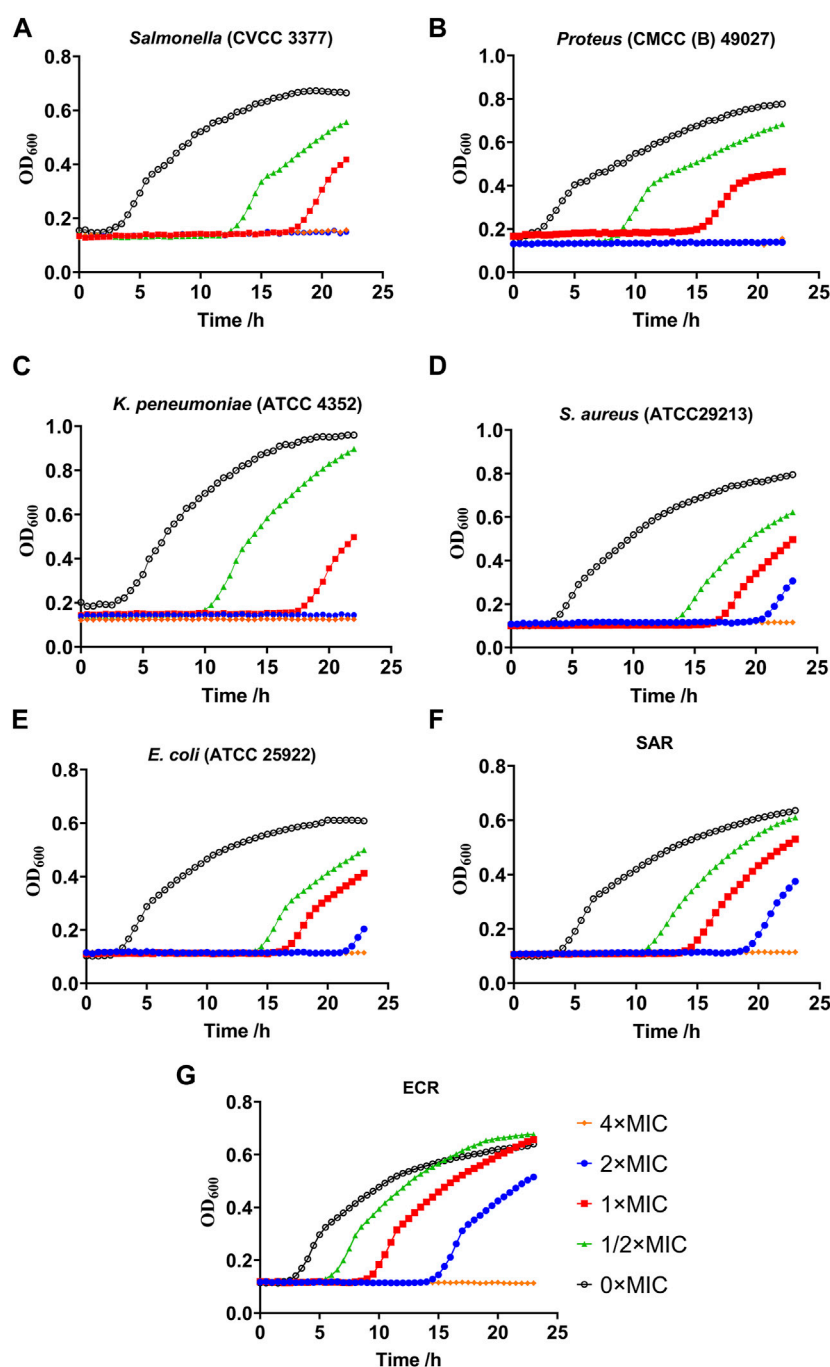 A
Salmonella (CVCC 3377)
OD600
0.8
0.6
0.4
0.2
0.0
0 5 10 15 20 25
Time /h
B
Proteus (CMCC (B) 49027)
OD600
1.0
0.8
0.6
0.4
0.2
0.0
0 5 10 15 20 25
Time /h
C
K. peneumoniae (ATCC 4352)
OD600
1.0
0.8
0.6
0.4
0.2
0.0
0 5 10 15 20 25
Time /h
D
S. aureus (ATCC29213)
OD600
1.0
0.8
0.6
0.4
0.2
0.0
0 5 10 15 20 25
Time /h
E
E. coli (ATCC 25922)
OD600
0.8
0.6
0.4
0.2
0.0
0 5 10 15 20 25
Time /h
F
SAR
OD600
0.8
0.6
0.4
0.2
0.0
0 5 10 15 20 25
Time /h
G
ECR
OD600
0.8
0.6
0.4
0.2
0.0
0 5 10 15 20 25
Time /h
4×MIC
2×MIC
1×MIC
1/2×MIC
0×MIC